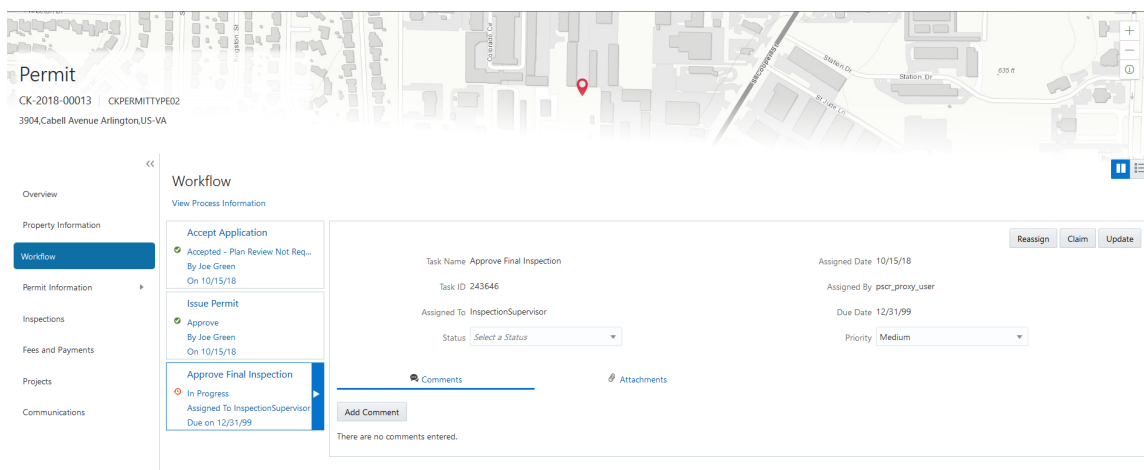 Colorado Ce
Station Dr
Station Dr
635 ft
St Jude Ln
Permit
CK-2018-00013 | CKPERMITTYPE02
3904,Cabell Avenue Arlington,US-VA
Workflow
View Process Information
Overview
Property Information
Workflow
Permit Information
Inspections
Fees and Payments
Projects
Communications
Accept Application
Accepted - Plan Review Not Req...
By Joe Green
On 10/15/18
Issue Permit
Approve
By Joe Green
On 10/15/18
Approve Final Inspection
In Progress
Assigned To InspectionSupervisor
Due on 12/31/99
Reassign Claim Update
Task Name Approve Final Inspection
Assigned Date 10/15/18
Task ID 243646
Assigned By pscr_proxy_user
Assigned To InspectionSupervisor
Due Date 12/31/99
Status Select a Status
Priority Medium
Comments
Attachments
Add Comment
There are no comments entered.